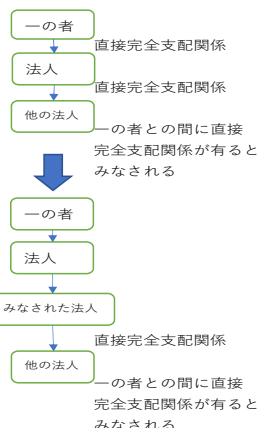 一の者
直接完全支配関係
法人
直接完全支配関係
他の法人
一の者との間に直接
完全支配関係が有ると
みなされる
一の者
法人
みなされた法人
直接完全支配関係
他の法人
一の者との間に直接
完全支配関係が有ると
みなされる